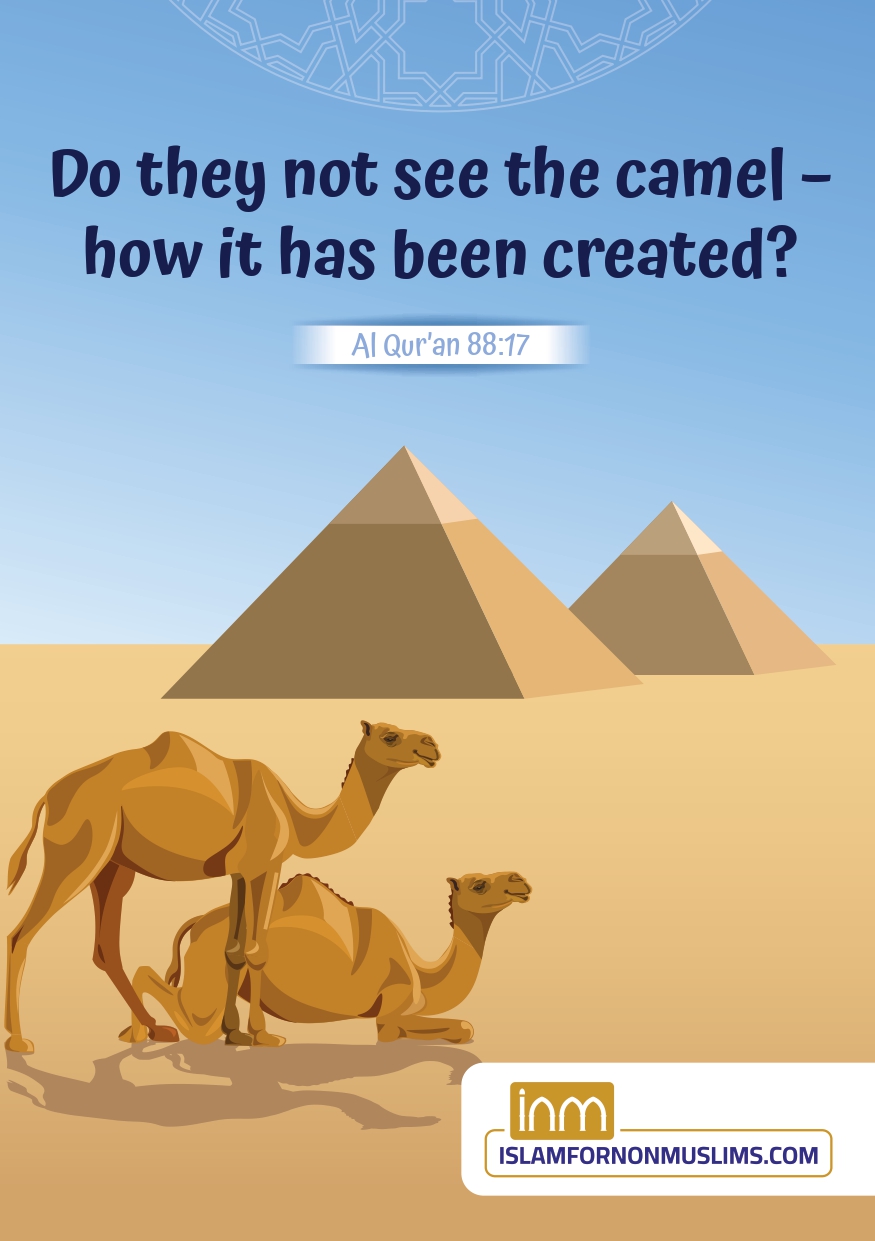 Do they not see the camel –
how it has been created?
Al Qur'an 88:17
inm
ISLAMFORNONMUSLIMS.COM